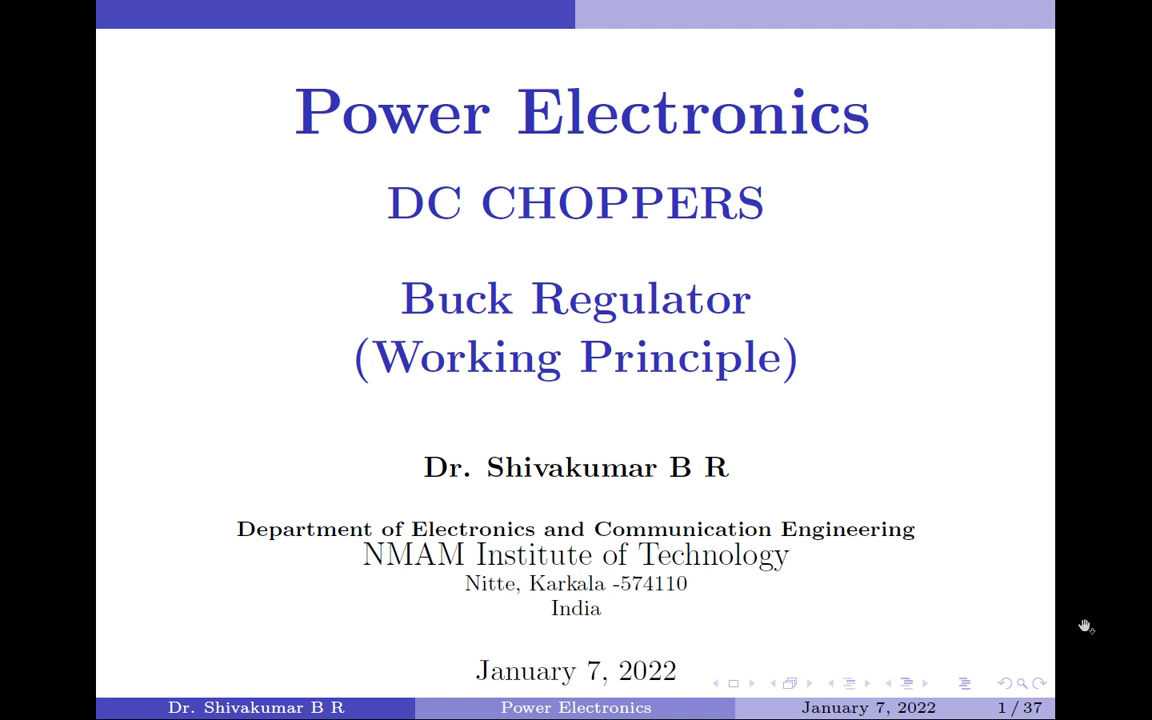 Power Electronics
DC CHOPPERS
Buck Regulator
(Working Principle)
Dr. Shivakumar B R
Department of Electronics and Communication Engineering
NMAM Institute of Technology
Nitte, Karkala -574110
India
January 7, 2022
Dr. Shivakumar B R Power Electronics January 7, 2022 1 / 37